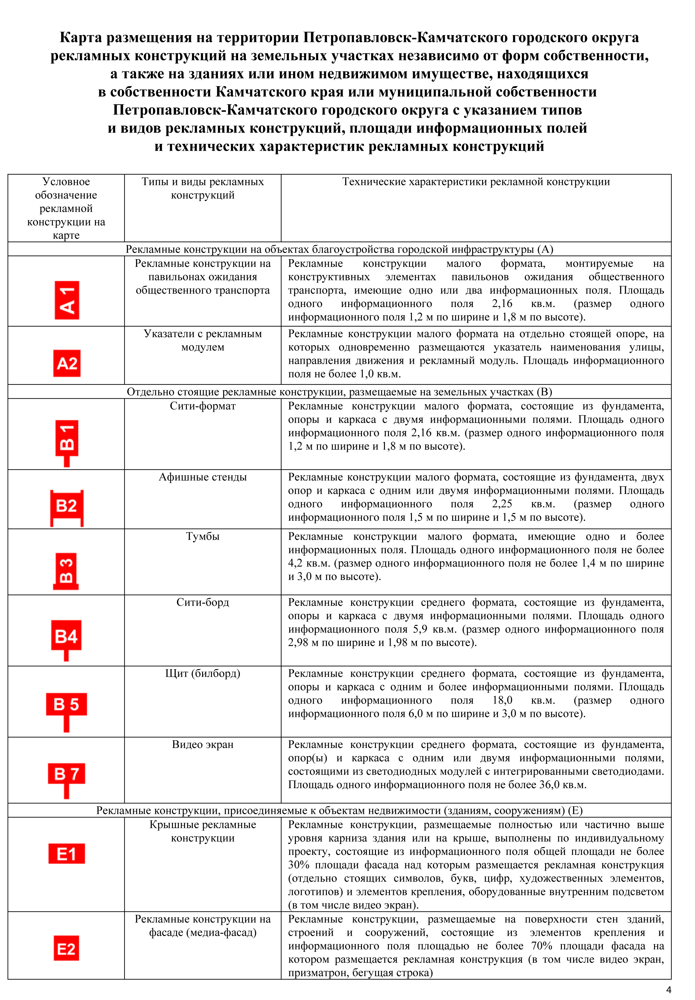 Карта размещения на территории Петропавловск-Камчатского городского округа
рекламных конструкций на земельных участках независимо от форм собственности,
а также на зданиях или ином недвижимом имуществе, находящихся
в собственности Камчатского края или муниципальной собственности
Петропавловск-Камчатского городского округа с указанием типов
и видов рекламных конструкций, площади информационных полей
и технических характеристик рекламных конструкций
Условное
обозначение
рекламной
конструкции на
карте
Типы и виды рекламных
конструкций
Технические характеристики рекламной конструкции
Рекламные конструкции на объектах благоустройства городской инфраструктуры (А)
А 1
Рекламные конструкции на
павильонах ожидания
общественного транспорта
Рекламные конструкции малого формата, монтируемые на
конструктивных элементах павильонов ожидания общественного
транспорта, имеющие одно или два информационных поля. Площадь
одного информационного поля 2,16 кв.м. (размер одного
информационного поля 1,2 м по ширине и 1,8 м по высоте).
А2
Указатели с рекламным
модулем
Рекламные конструкции малого формата на отдельно стоящей опоре, на
которых одновременно размещаются указатель наименования улицы,
направления движения и рекламный модуль. Площадь информационного
поля не более 1,0 кв.м.
Отдельно стоящие рекламные конструкции, размещаемые на земельных участках (В)
В 1
Сити-формат
Рекламные конструкции малого формата, состоящие из фундамента,
опоры и каркаса с двумя информационными полями. Площадь одного
информационного поля 2,16 кв.м. (размер одного информационного поля
1,2 м по ширине и 1,8 м по высоте).
В2
Афишные стенды
Рекламные конструкции малого формата, состоящие из фундамента, двух
опор и каркаса с одним или двумя информационными полями. Площадь
одного информационного поля 2,25 кв.м. (размер одного
информационного поля 1,5 м по ширине и 1,5 м по высоте).
В 3
Тумбы
Рекламные конструкции малого формата, имеющие одно и более
информационных поля. Площадь одного информационного поля не более
4,2 кв.м. (размер одного информационного поля не более 1,4 м по ширине
и 3,0 м по высоте).
В4
Сити-борд
Рекламные конструкции среднего формата, состоящие из фундамента,
опоры и каркаса с двумя информационными полями. Площадь одного
информационного поля 5,9 кв.м. (размер одного информационного поля
2,98 м по ширине и 1,98 м по высоте).
В 5
Щит (билборд)
Рекламные конструкции среднего формата, состоящие из фундамента,
опоры и каркаса с одним и более информационными полями. Площадь
одного информационного поля 18,0 кв.м. (размер одного
информационного поля 6,0 м по ширине и 3,0 м по высоте).
В 7
Видео экран
Рекламные конструкции среднего формата, состоящие из фундамента,
опор(ы) и каркаса с одним или двумя информационными полями,
состоящими из светодиодных модулей с интегрированными светодиодами.
Площадь одного информационного поля не более 36,0 кв.м.
Рекламные конструкции, присоединяемые к объектам недвижимости (зданиям, сооружениям) (Е)
Е1
Крышные рекламные
конструкции
Рекламные конструкции, размещаемые полностью или частично выше
уровня карниза здания или на крыше, выполнены по индивидуальному
проекту, состоящие из информационного поля общей площади не более
30% площади фасада над которым размещается рекламная конструкция
(отдельно стоящих символов, букв, цифр, художественных элементов,
логотипов) и элементов крепления, оборудованные внутренним подсветом
(в том числе видео экран).
Е2
Рекламные конструкции на
фасаде (медиа-фасад)
Рекламные конструкции, размещаемые на поверхности стен зданий,
строений и сооружений, состоящие из элементов крепления и
информационного поля площадью не более 70% площади фасада на
котором размещается рекламная конструкция (в том числе видео экран,
призматрон, бегущая строка)
4